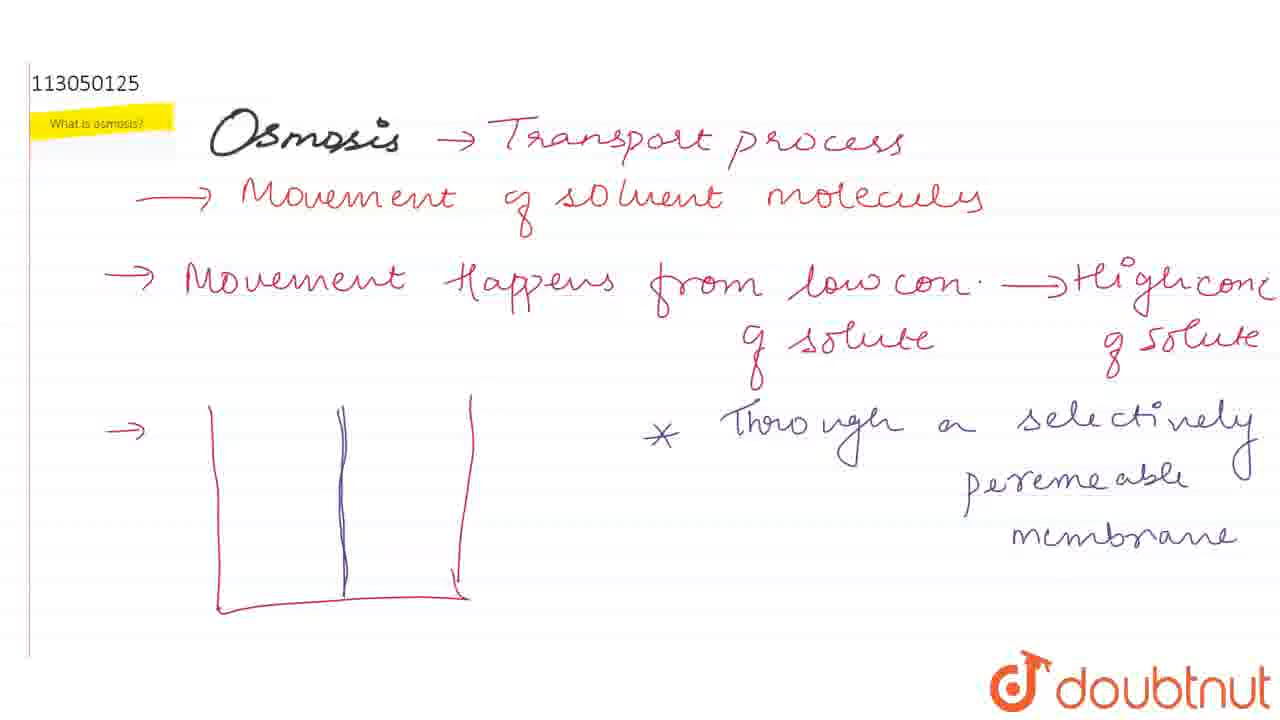 113050125
What is osmosis?
Osmosis → Transport process
→ Movement of solvent molecules
→ Movement Happens from low con. → High conc
of solute of solute
→ * Through a selectively
peremeable
membrane
doubtnut